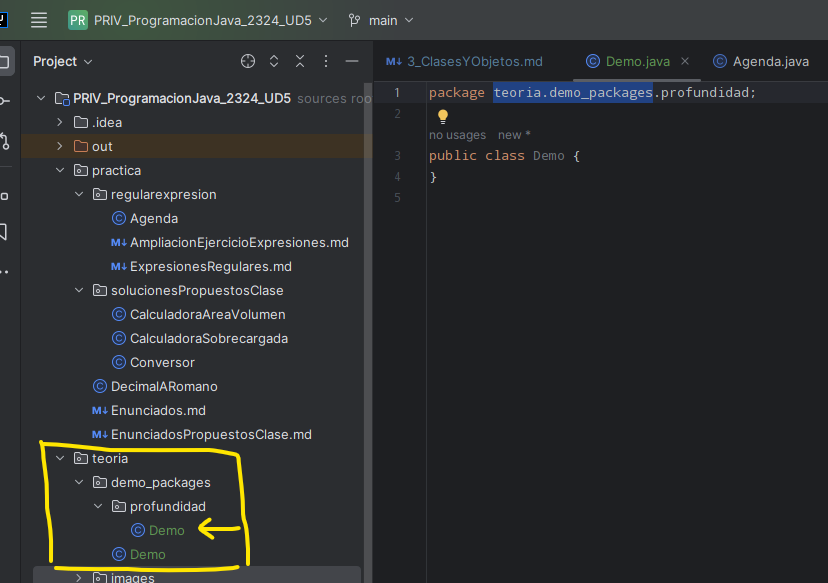 PR PRIV_ProgramacionJava_2324_UD5 main
Project
PRIV_ProgramacionJava_2324_UD5 sources roo
.idea
out
practica
regularexpresion
Agenda
M↓ AmpliacionEjercicioExpresiones.md
M↓ ExpresionesRegulares.md
solucionesPropuestosClase
CalculadoraAreaVolumen
CalculadoraSobrecargada
Conversor
DecimalARomano
M↓ Enunciados.md
M↓ EnunciadosPropuestosClase.md
teoria
demo_packages
profundidad
Demo
Demo
images
M↓ 3_ClasesYObjetos.md Demo.java Agenda.java
1 package teoria.demo_packages.profundidad;
2
no usages new *
3 public class Demo {
4 }
5